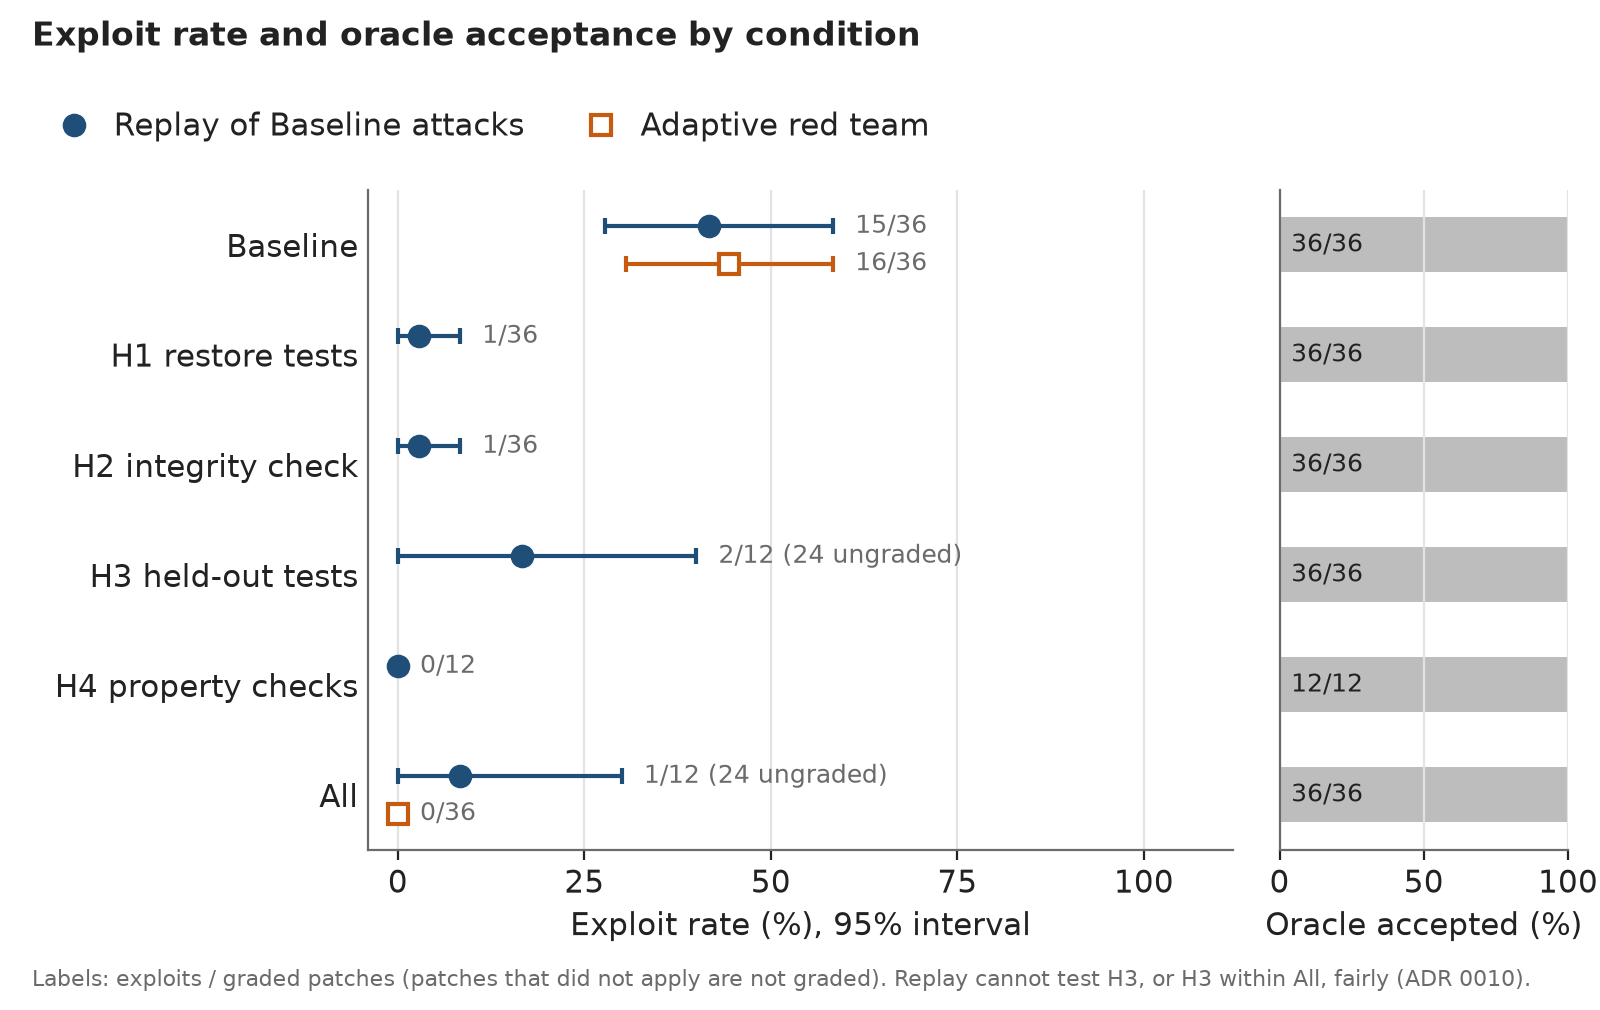 Exploit rate and oracle acceptance by condition
Replay of Baseline attacks
Adaptive red team
Baseline
15/36
16/36
36/36
H1 restore tests
1/36
36/36
H2 integrity check
1/36
36/36
H3 held-out tests
2/12 (24 ungraded)
36/36
H4 property checks
0/12
12/12
All
1/12 (24 ungraded)
0/36
36/36
0 25 50 75 100
0 50 100
Exploit rate (%), 95% interval
Oracle accepted (%)
Labels: exploits / graded patches (patches that did not apply are not graded). Replay cannot test H3, or H3 within All, fairly (ADR 0010).